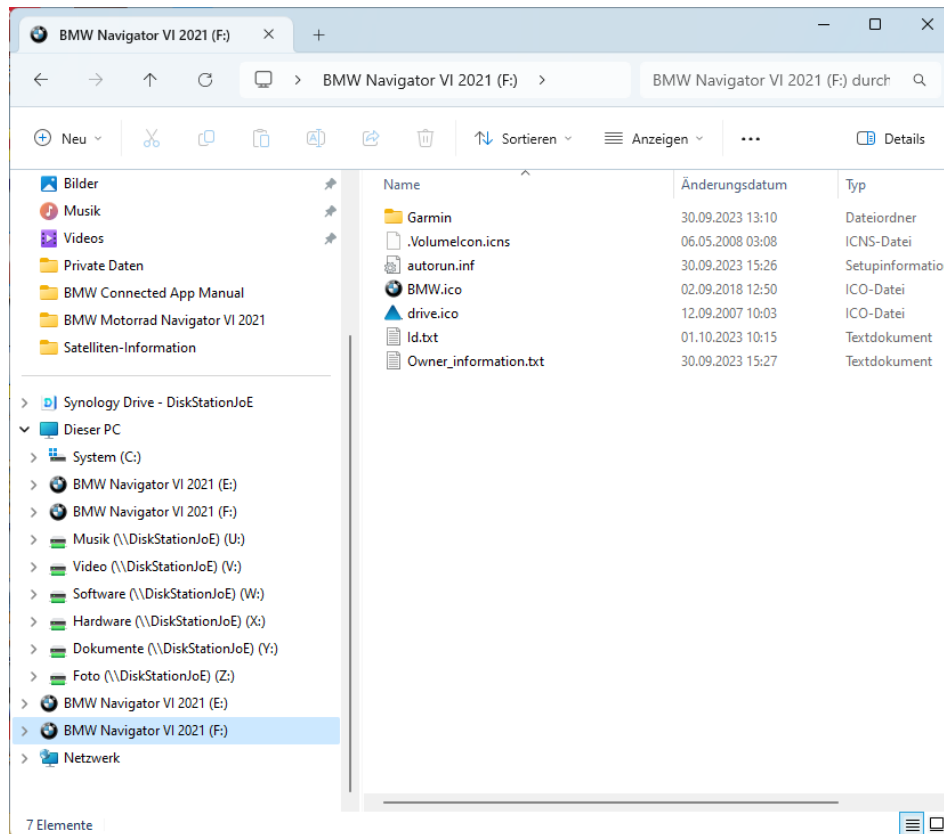 BMW Navigator VI 2021 (F:)
BMW Navigator VI 2021 (F:)
BMW Navigator VI 2021 (F:) durch
Neu
Sortieren
Anzeigen
Details
Bilder
Musik
Videos
Private Daten
BMW Connected App Manual
BMW Motorrad Navigator VI 2021
Satelliten-Information
Synology Drive - DiskStationJoE
Dieser PC
System (C:)
BMW Navigator VI 2021 (E:)
BMW Navigator VI 2021 (F:)
Musik (\\DiskStationJoE) (U:)
Video (\\DiskStationJoE) (V:)
Software (\\DiskStationJoE) (W:)
Hardware (\\DiskStationJoE) (X:)
Dokumente (\\DiskStationJoE) (Y:)
Foto (\\DiskStationJoE) (Z:)
BMW Navigator VI 2021 (E:)
BMW Navigator VI 2021 (F:)
Netzwerk
Name Änderungsdatum Typ
Garmin 30.09.2023 13:10 Dateiordner
.VolumeIcon.icns 06.05.2008 03:08 ICNS-Datei
autorun.inf 30.09.2023 15:26 Setupinformatio
BMW.ico 02.09.2018 12:50 ICO-Datei
drive.ico 12.09.2007 10:03 ICO-Datei
Id.txt 01.10.2023 10:15 Textdokument
Owner_information.txt 30.09.2023 15:27 Textdokument
7 Elemente